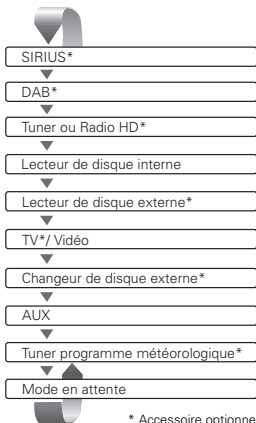 SIRIUS*
DAB*
Tuner ou Radio HD*
Lecteur de disque interne
Lecteur de disque externe*
TV*/ Vidéo
Changeur de disque externe*
AUX
Tuner programme météorologique*
Mode en attente
* Accessoire optionne